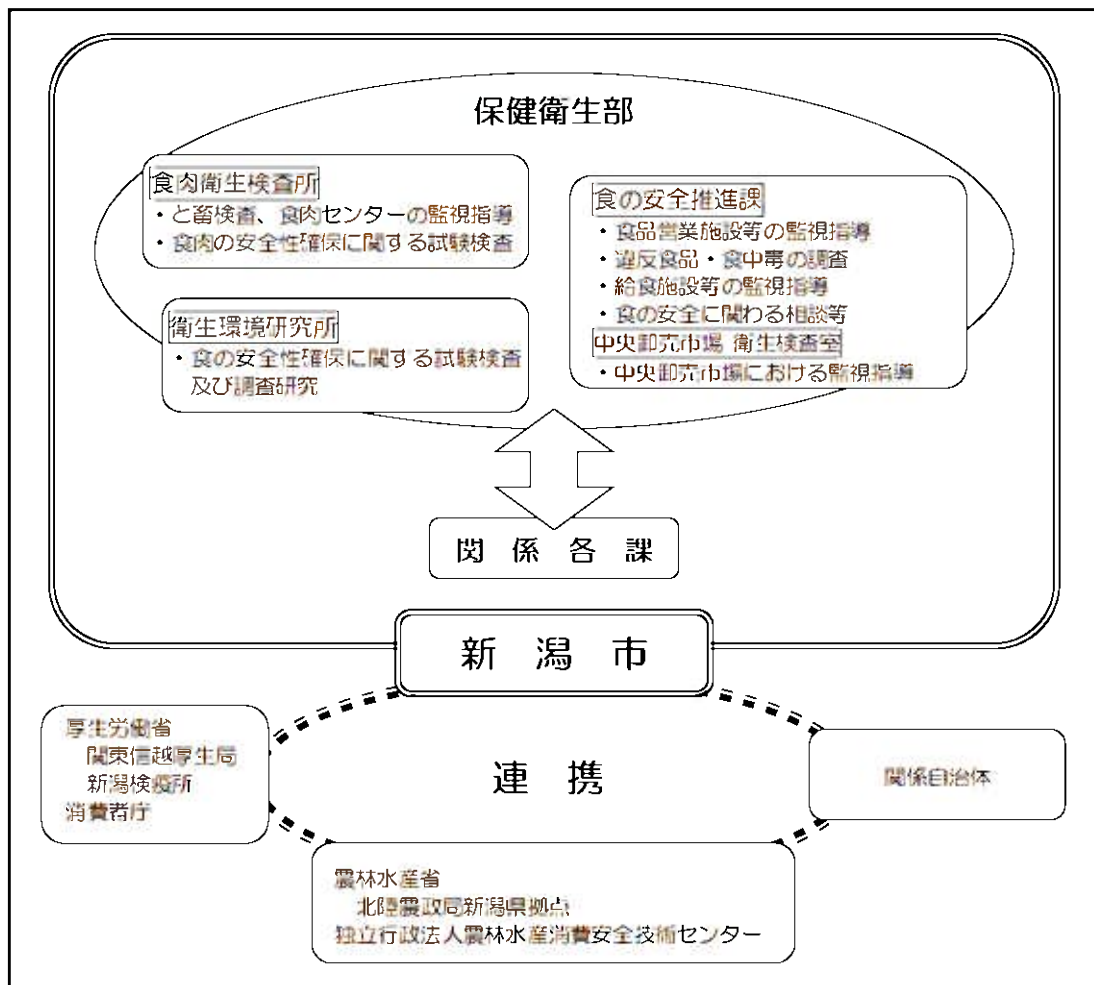 保健衛生部
食肉衛生検査所
・と畜検査、食肉センターの監視指導
・食肉の安全性確保に関する試験検査
衛生環境研究所
・食の安全性確保に関する試験検査
及び調査研究
食の安全推進課
・食品営業施設等の監視指導
・違反食品・食中毒の調査
・給食施設等の監視指導
・食の安全に関わる相談等
中央卸売市場 衛生検査室
・中央卸売市場における監視指導
関係各課
新潟市
連携
厚生労働省
関東信越厚生局
新潟検疫所
消費者庁
関係自治体
農林水産省
北陸農政局新潟県拠点
独立行政法人農林水産消費安全技術センター